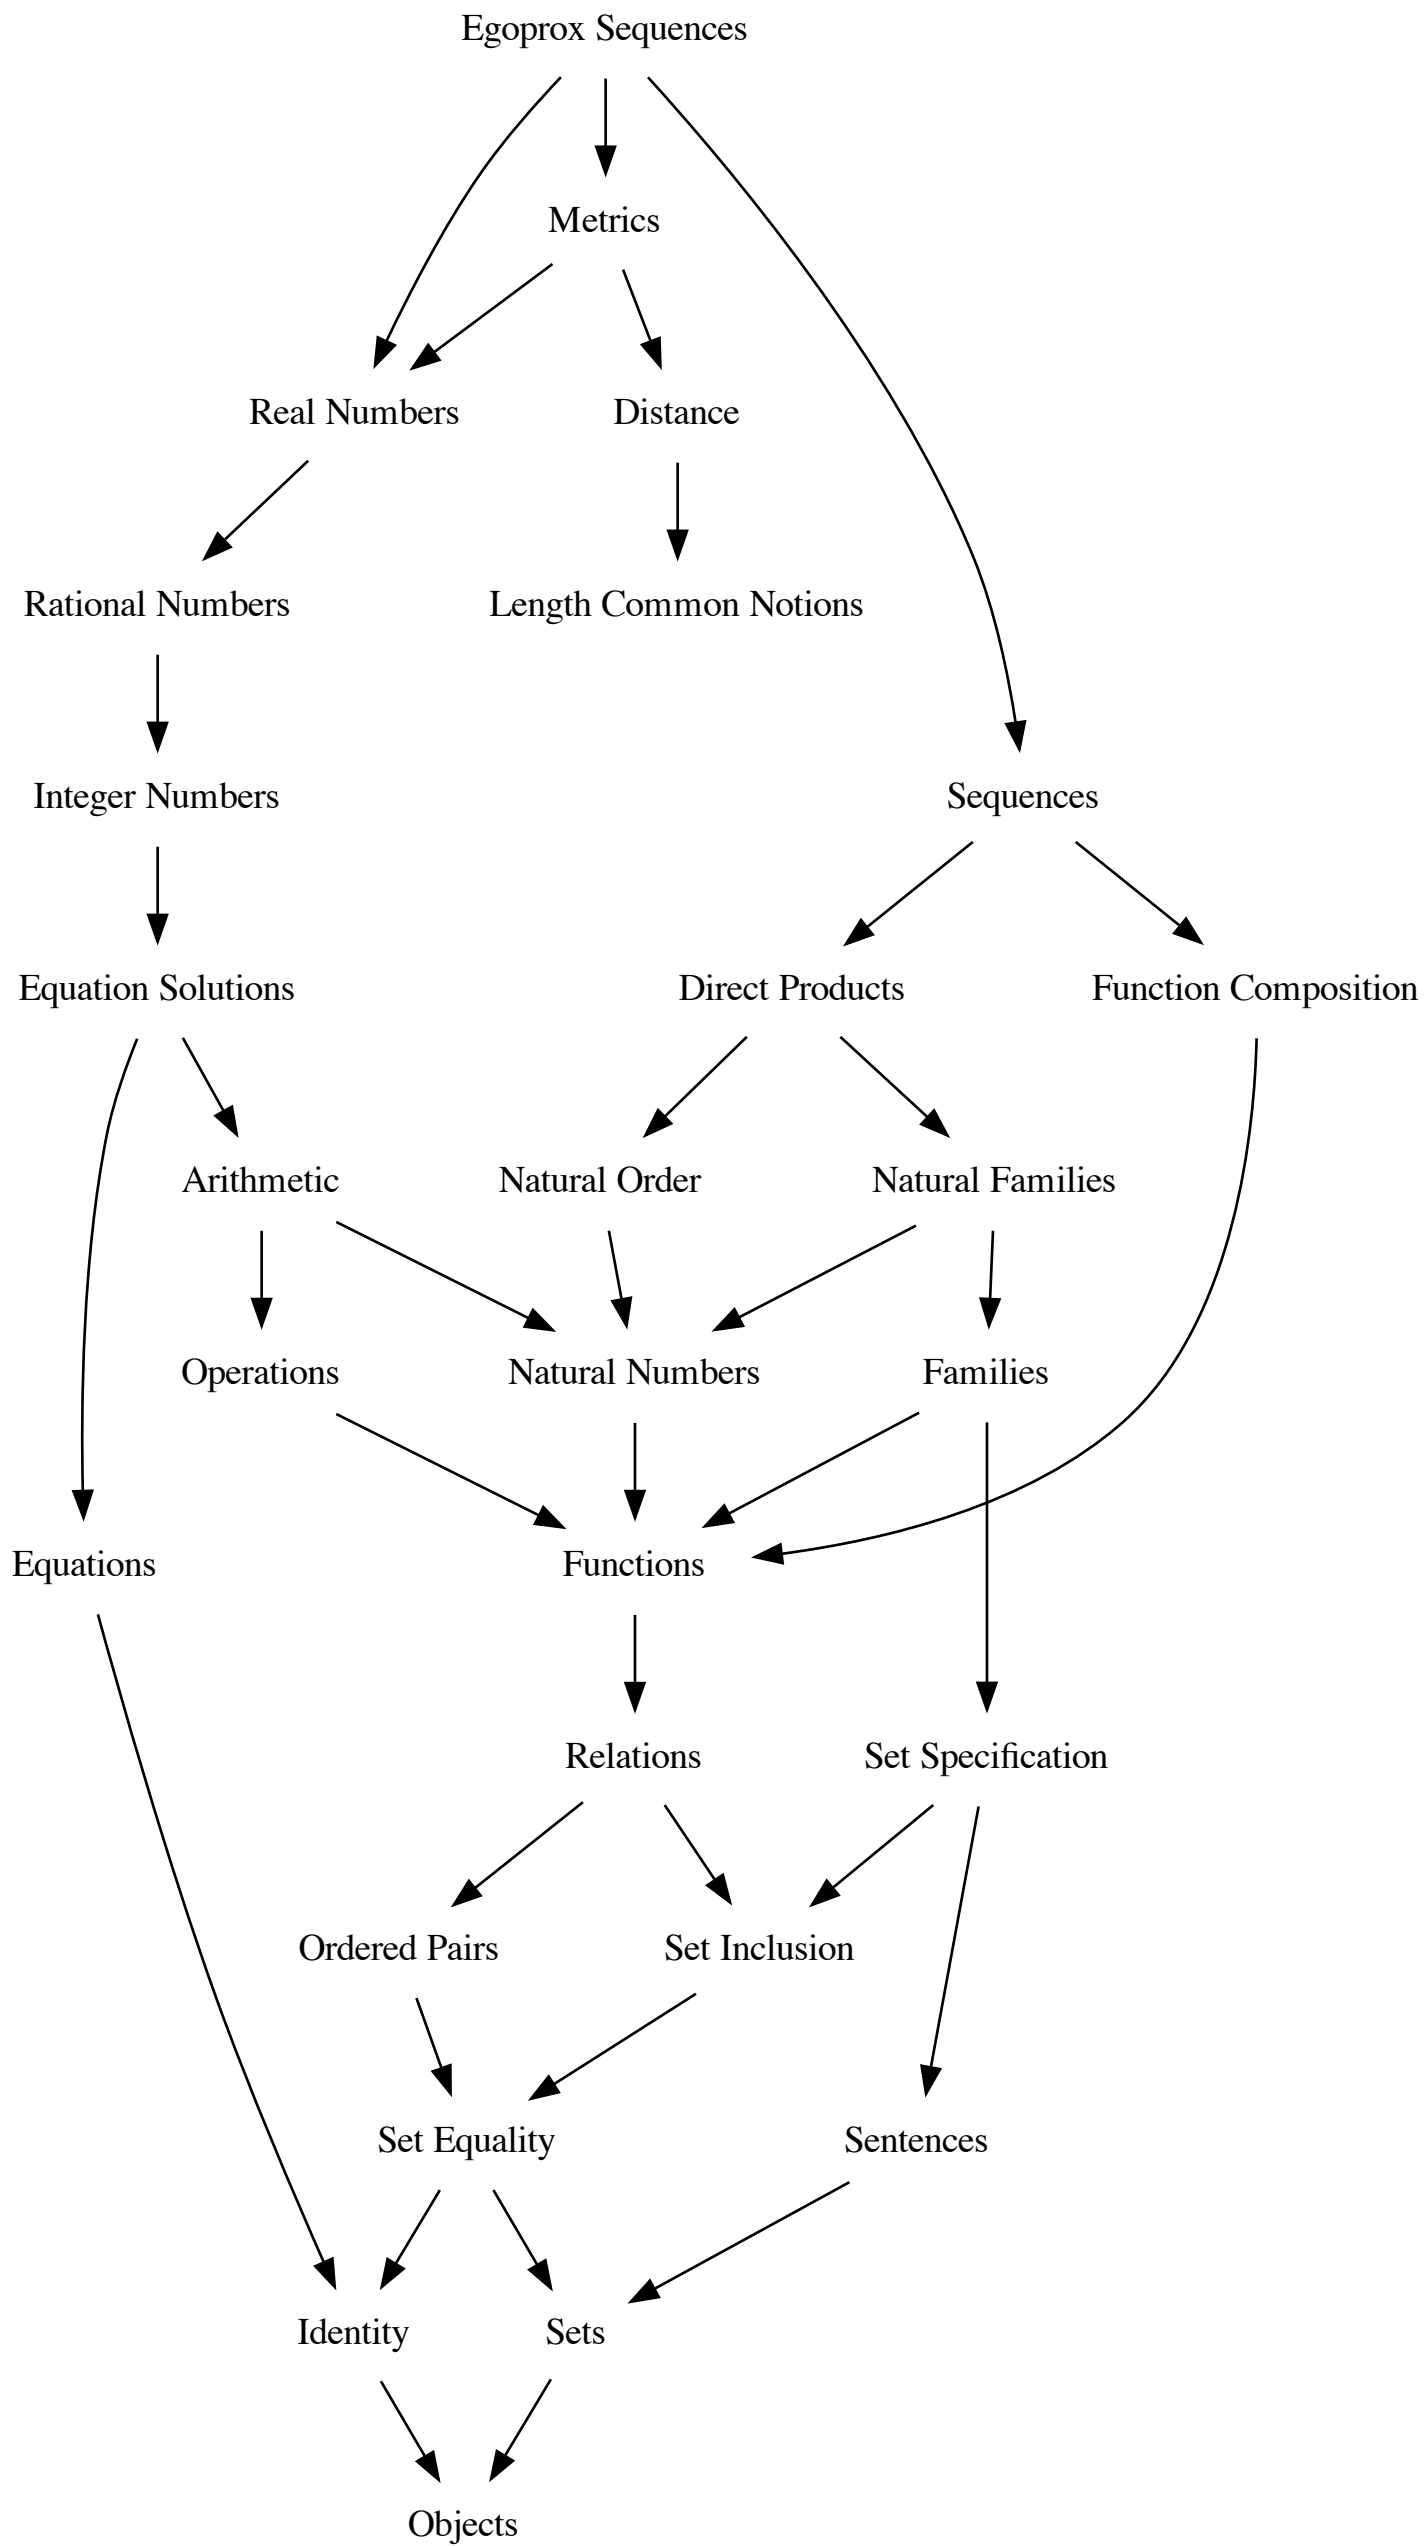 Egoprox Sequences
Metrics
Real Numbers
Distance
Rational Numbers
Length Common Notions
Integer Numbers
Sequences
Equation Solutions
Direct Products
Function Composition
Arithmetic
Natural Order
Natural Families
Operations
Natural Numbers
Families
Equations
Functions
Relations
Set Specification
Ordered Pairs
Set Inclusion
Set Equality
Sentences
Identity
Sets
Objects